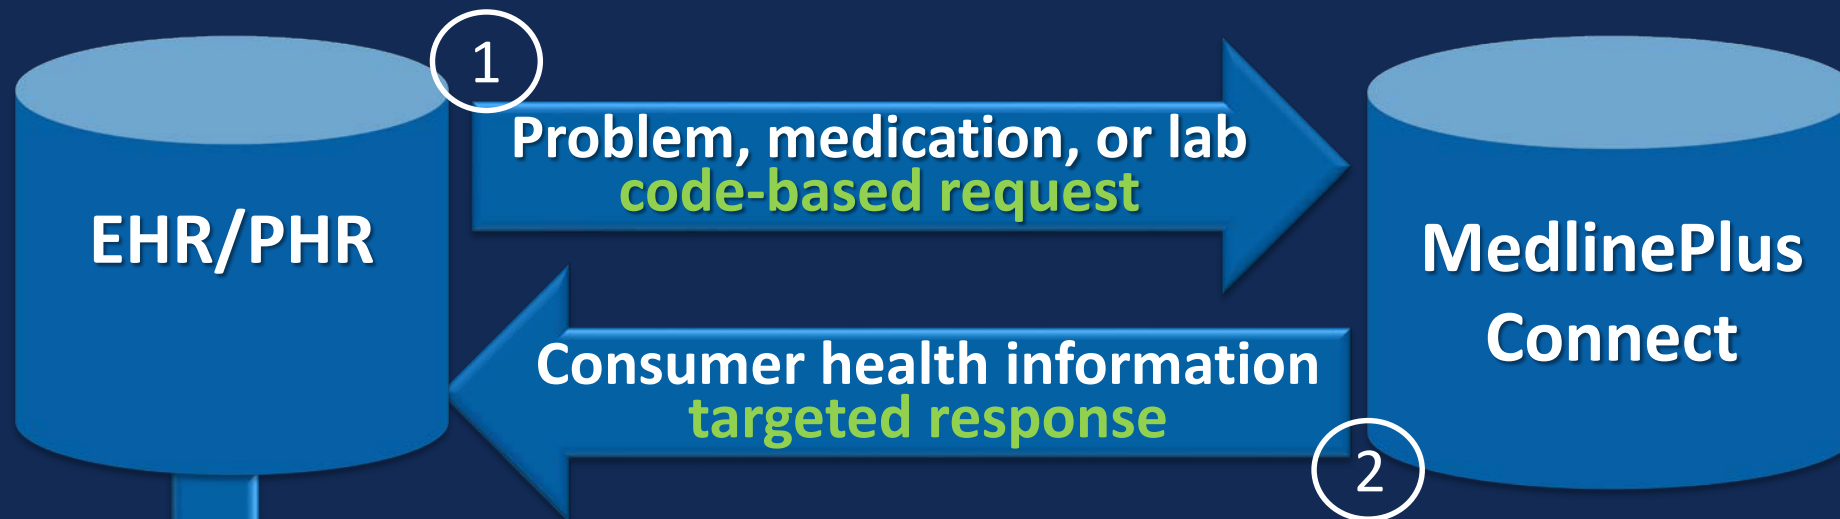 1
Problem, medication, or lab
code-based request
EHR/PHR
MedlinePlus
Connect
Consumer health information
targeted response
2